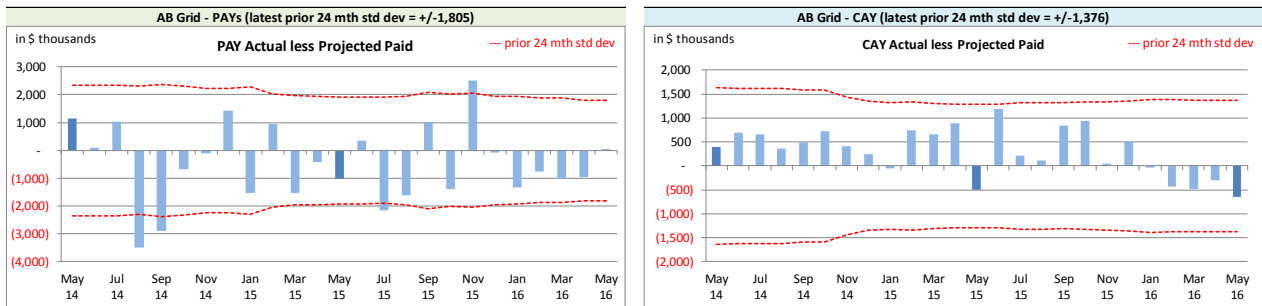 AB Grid - PAYs (latest prior 24 mth std dev = +/-1,805)
in $ thousands
PAY Actual less Projected Paid
--- prior 24 mth std dev
3,000
2,000
1,000
-
(1,000)
(2,000)
(3,000)
(4,000)
May Jul Sep Nov Jan Mar May Jul Sep Nov Jan Mar May
14 14 14 14 15 15 15 15 15 15 16 16 16
AB Grid - CAY (latest prior 24 mth std dev = +/-1,376)
in $ thousands
CAY Actual less Projected Paid
--- prior 24 mth std dev
2,000
1,500
1,000
500
-
(500)
(1,000)
(1,500)
(2,000)
May Jul Sep Nov Jan Mar May Jul Sep Nov Jan Mar May
14 14 14 14 15 15 15 15 15 15 16 16 16